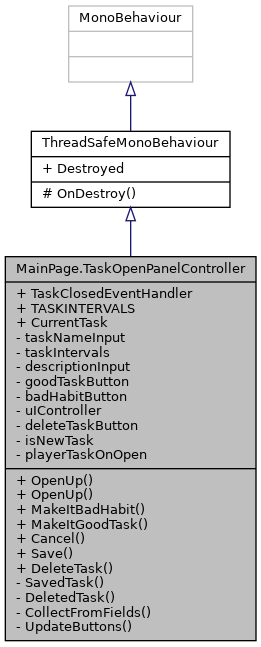 MonoBehaviour
ThreadSafeMonoBehaviour
+ Destroyed
# OnDestroy()
MainPage.TaskOpenPanelController
+ TaskClosedEventHandler
+ TASKINTERVALS
+ CurrentTask
- taskNameInput
- taskIntervals
- descriptionInput
- goodTaskButton
- badHabitButton
- uIController
- deleteTaskButton
- isNewTask
- playerTaskOnOpen
+ OpenUp()
+ OpenUp()
+ MakeItBadHabit()
+ MakeItGoodTask()
+ Cancel()
+ Save()
+ DeleteTask()
- SavedTask()
- DeletedTask()
- CollectFromFields()
- UpdateButtons()